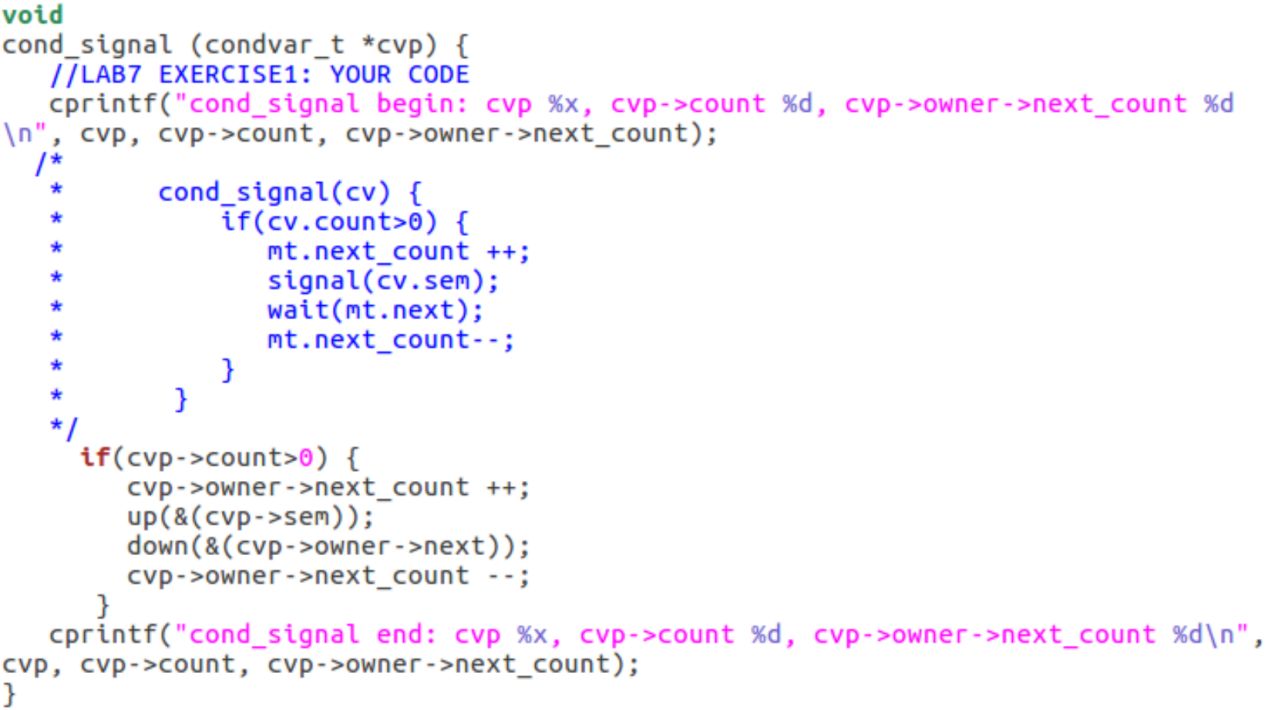 void
cond_signal (condvar_t *cvp) {
   //LAB7 EXERCISE1: YOUR CODE
   cprintf("cond_signal begin: cvp %x, cvp->count %d, cvp->owner->next_count %d
\n", cvp, cvp->count, cvp->owner->next_count);
  /*
   *      cond_signal(cv) {
   *          if(cv.count>0) {
   *             mt.next_count ++;
   *             signal(cv.sem);
   *             wait(mt.next);
   *             mt.next_count--;
   *          }
   *       }
   */
     if(cvp->count>0) {
        cvp->owner->next_count ++;
        up(&(cvp->sem));
        down(&(cvp->owner->next));
        cvp->owner->next_count --;
      }
   cprintf("cond_signal end: cvp %x, cvp->count %d, cvp->owner->next_count %d\n",
cvp, cvp->count, cvp->owner->next_count);
}